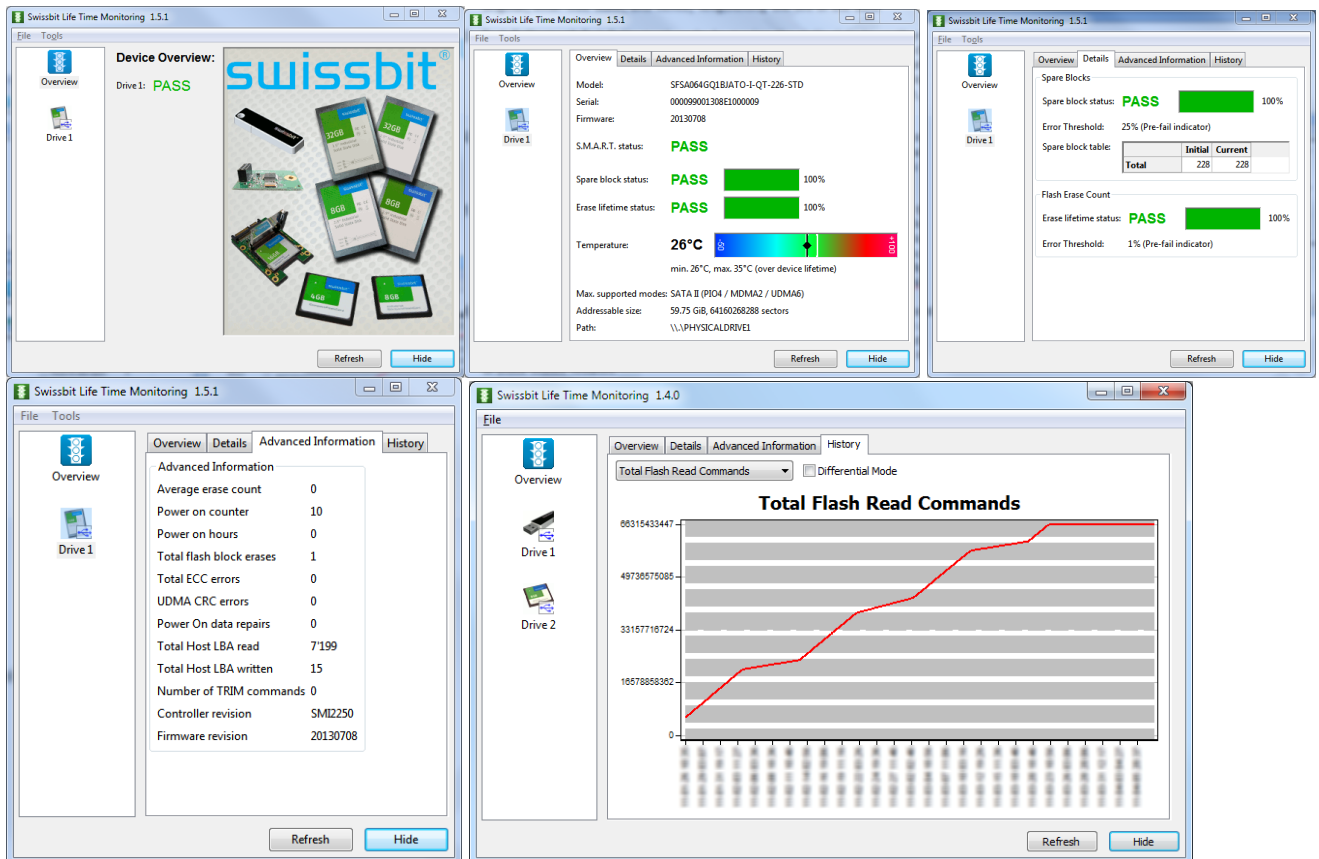 Swissbit Life Time Monitoring 1.5.1
File Tools
Overview
Drive 1
Device Overview:
Drive 1: PASS
swissbit®
32GB
32GB
8GB
8GB
4GB
8GB
Refresh Hide
Swissbit Life Time Monitoring 1.5.1
File Tools
Overview
Drive 1
Overview Details Advanced Information History
Model: SFSA064GQ1BJATO-I-QT-226-STD
Serial: 000099001308E1000009
Firmware: 20130708
S.M.A.R.T. status: PASS
Spare block status: PASS 100%
Erase lifetime status: PASS 100%
Temperature: 26°C -50 +100
min. 26°C, max. 35°C (over device lifetime)
Max. supported modes: SATA II (PIO4 / MDMA2 / UDMA6)
Addressable size: 59.75 GiB, 64160268288 sectors
Path: \\.\PHYSICALDRIVE1
Refresh Hide
Swissbit Life Time Monitoring 1.5.1
File Tools
Overview
Drive 1
Overview Details Advanced Information History
Spare Blocks
Spare block status: PASS 100%
Error Threshold: 25% (Pre-fail indicator)
Spare block table: Initial Current
Total 228 228
Flash Erase Count
Erase lifetime status: PASS 100%
Error Threshold: 1% (Pre-fail indicator)
Refresh Hide
Swissbit Life Time Monitoring 1.5.1
File Tools
Overview
Drive 1
Overview Details Advanced Information History
Advanced Information
Average erase count 0
Power on counter 10
Power on hours 0
Total flash block erases 1
Total ECC errors 0
UDMA CRC errors 0
Power On data repairs 0
Total Host LBA read 7'199
Total Host LBA written 15
Number of TRIM commands 0
Controller revision SMI2250
Firmware revision 20130708
Refresh Hide
Swissbit Life Time Monitoring 1.4.0
File
Overview
Drive 1
Drive 2
Overview Details Advanced Information History
Total Flash Read Commands Differential Mode
Total Flash Read Commands
66315433447
49736575085
33157716724
16578858362
0
Refresh Hide